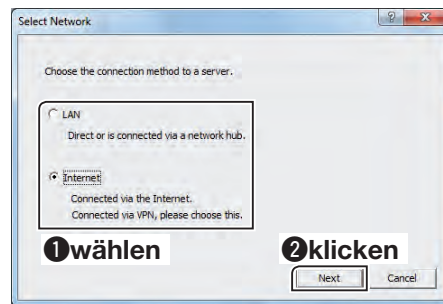 Select Network
Choose the connection method to a server.
LAN
Direct or is connected via a network hub.
Internet
Connected via the Internet.
Connected via VPN, please choose this.
❶wählen
❷klicken
Next
Cancel